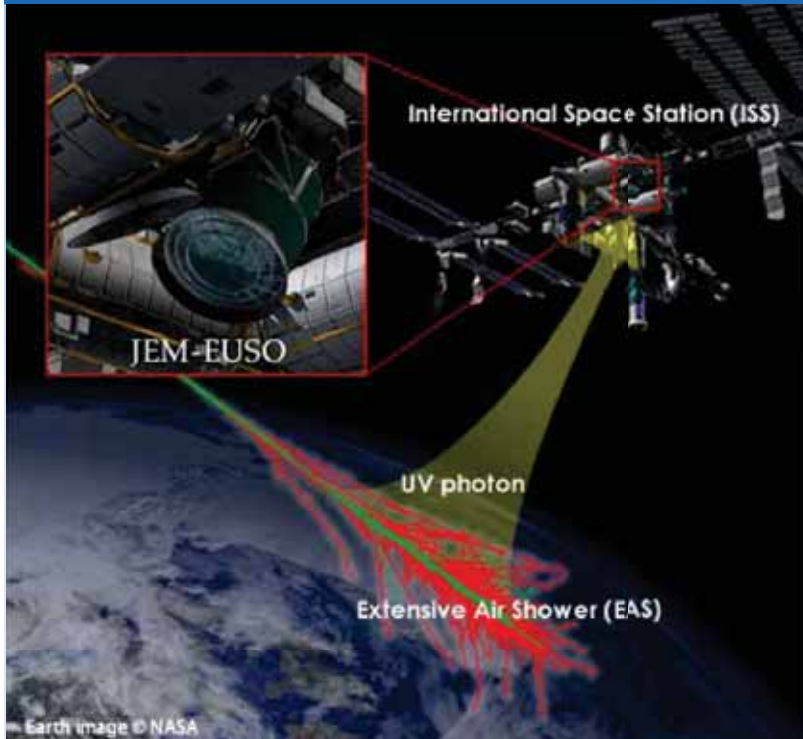 International Space Station (ISS)
JEM-EUSO
UV photon
Extensive Air Shower (EAS)
Earth image © NASA